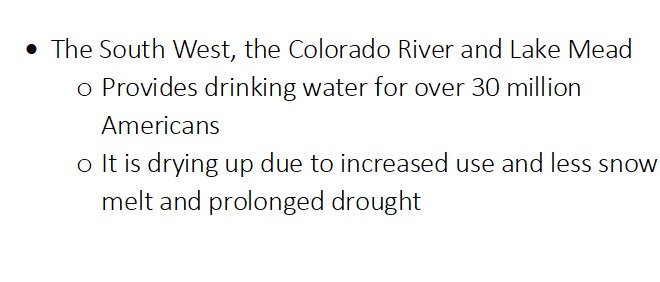 • The South West, the Colorado River and Lake Mead
o Provides drinking water for over 30 million
Americans
o It is drying up due to increased use and less snow
melt and prolonged drought